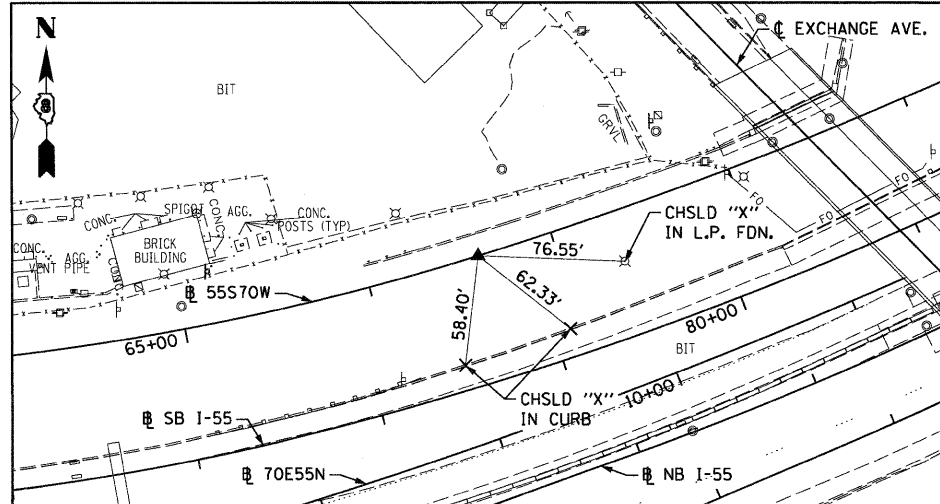 N
℄ EXCHANGE AVE.
BIT
GRVL
FO
FO
FO
CONC.
SPIGOT
AGG.
CONC.
POSTS (TYP)
CONC.
CONC.
AGG.
VENT PIPE
BRICK
BUILDING
CONC
CHSLD "X"
IN L.P. FDN.
76.55'
62.33'
58.40'
B 55S70W
65+00
80+00
BIT
10+00
CHSLD "X"
IN CURB
B SB I-55
B 70E55N
B NB I-55